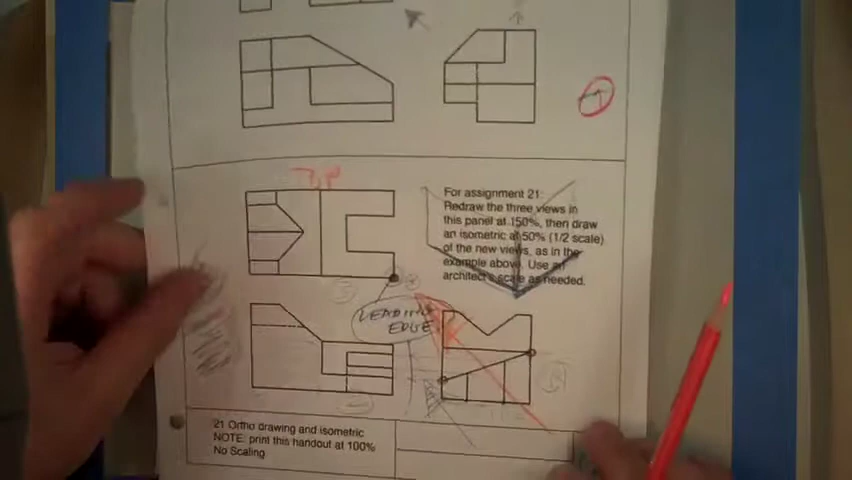 TOP
For assignment 21:
Redraw the three views in
this panel at 150%, then draw
an isometric at 50% (1/2 scale)
of the new views, as in the
example above. Use an
architect's scale as needed.
LEADING
EDGE
21 Ortho drawing and isometric
NOTE: print this handout at 100%
No Scaling